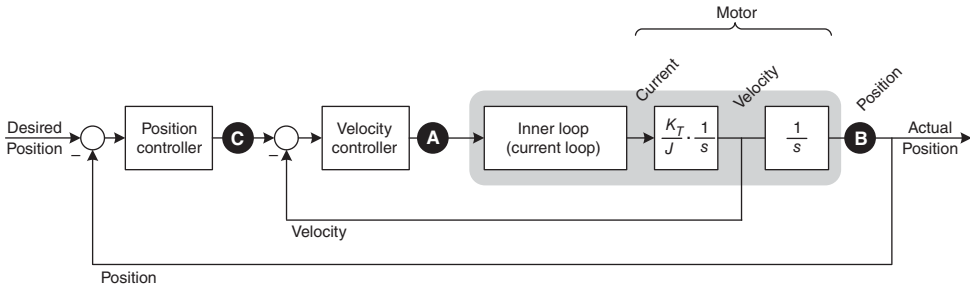 Motor
Current
Velocity
Position
Desired
Position
−
Position
controller
C
−
Velocity
controller
A
Inner loop
(current loop)
K_T
J
·
1
s
1
s
B
Actual
Position
Velocity
Position